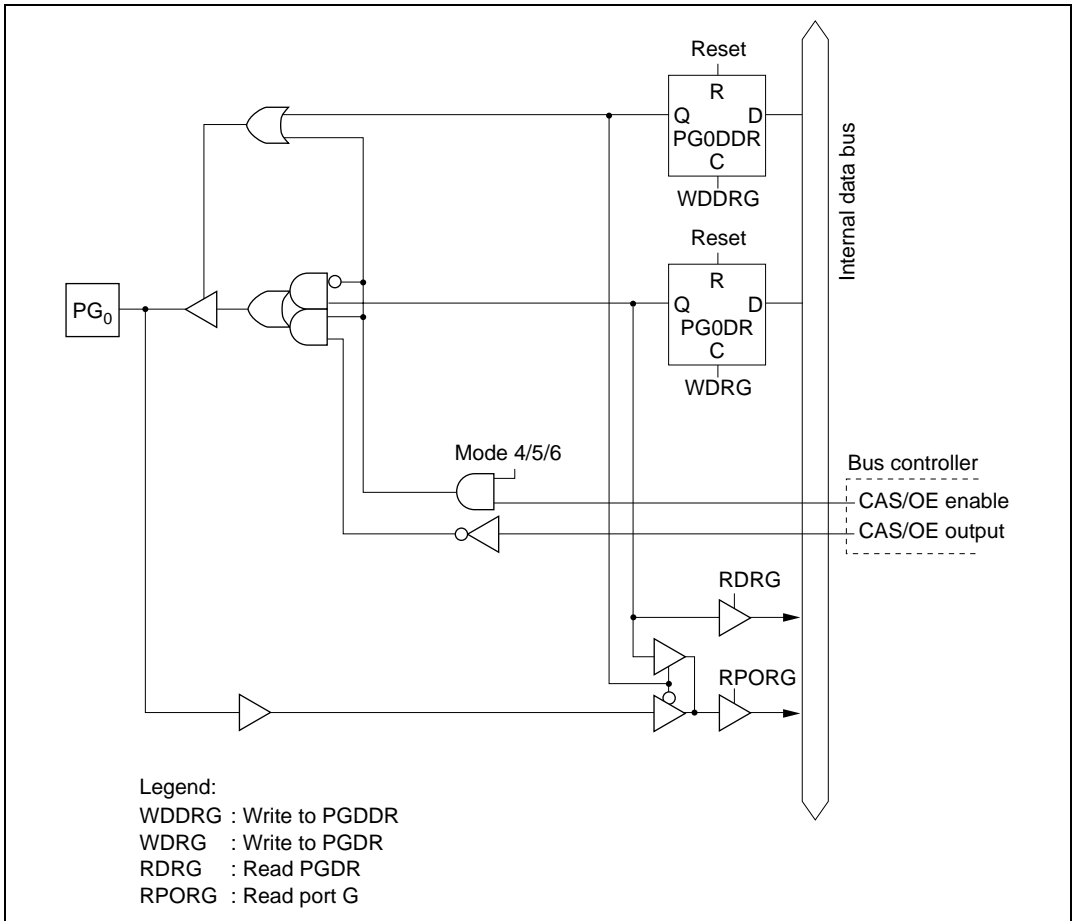 Reset
R
Q D
PG0DDR
C
WDDRG
Internal data bus
Reset
R
Q D
PG0DR
C
WDRG
PG0
Mode 4/5/6
Bus controller
CAS/OE enable
CAS/OE output
RDRG
RPORG
Legend:
WDDRG : Write to PGDDR
WDRG : Write to PGDR
RDRG : Read PGDR
RPORG : Read port G